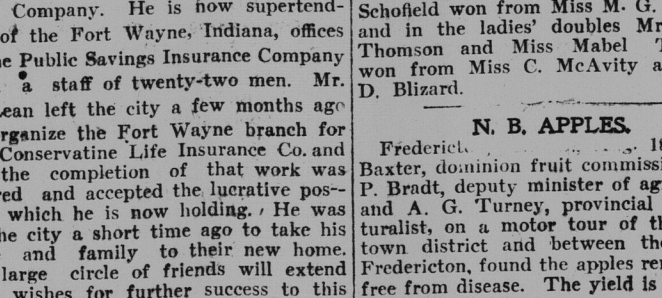 Company. He is now supertend-
of the Fort Wayne, Indiana, offices
Public Savings Insurance Company
a staff of twenty-two men. Mr.
ean left the city a few months ago
rganize the Fort Wayne branch for
Conservatine Life Insurance Co. and
the completion of that work was
ed and accepted the lucrative pos--
which he is now holding. He was
he city a short time ago to take his
and family to their new home.
large circle of friends will extend
wishes for further success to this
Schofield won from Miss M. G.
and in the ladies' doubles Mr
Thomson and Miss Mabel
won from Miss C. McAvity a
D. Blizard.
N. B. APPLES.
Frederict
Baxter, dominion fruit commissi
P. Bradt, deputy minister of ag
and A. G. Turney, provincial
turalist, on a motor tour of th
town district and between the
Fredericton, found the apples re
free from disease. The yield is